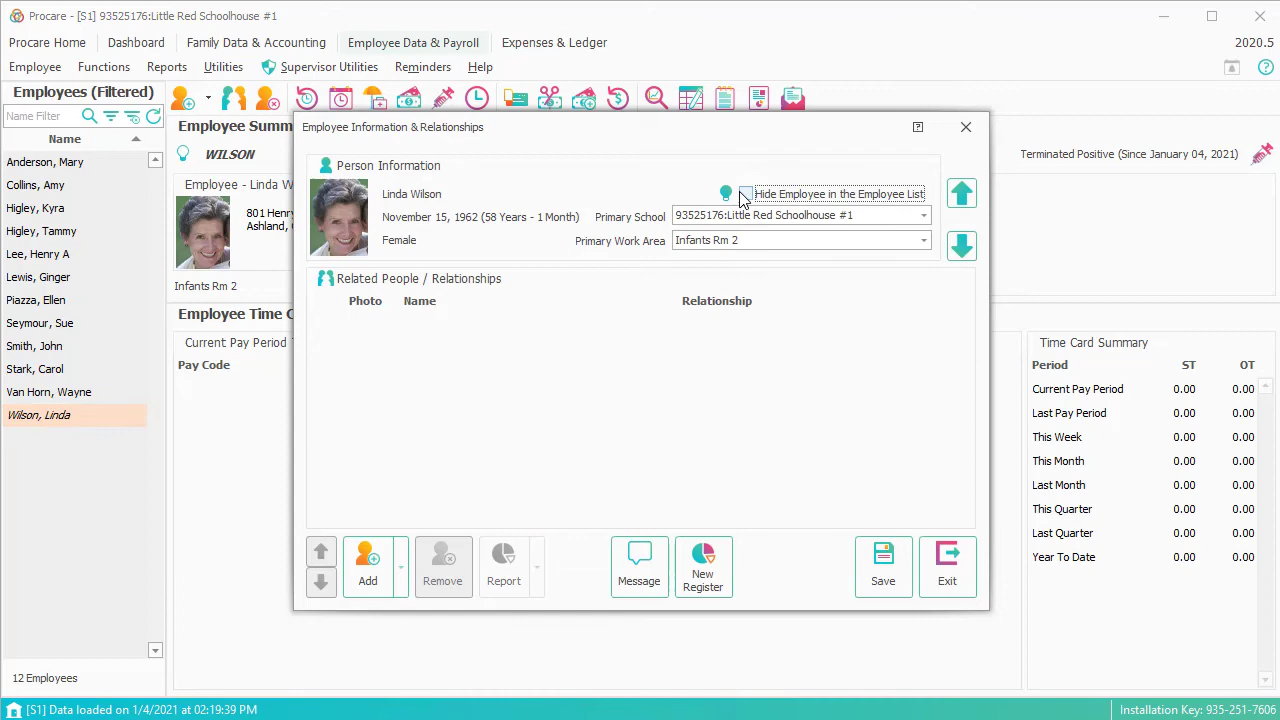 Procare - [S1] 93525176:Little Red Schoolhouse #1
Procare Home Dashboard Family Data & Accounting Employee Data & Payroll Expenses & Ledger 2020.5
Employee Functions Reports Utilities Supervisor Utilities Reminders Help
Employees (Filtered)
Name Filter
Name
Anderson, Mary
Collins, Amy
Higley, Kyra
Higley, Tammy
Lee, Henry A
Lewis, Ginger
Piazza, Ellen
Seymour, Sue
Smith, John
Stark, Carol
Van Horn, Wayne
Wilson, Linda
12 Employees
Employee Summ
WILSON
Terminated Positive (Since January 04, 2021)
Employee - Linda W
801 Henry
Ashland,
Infants Rm 2
Employee Time C
Current Pay Period
Pay Code
Employee Information & Relationships
Person Information
Linda Wilson
Hide Employee in the Employee List
November 15, 1962 (58 Years - 1 Month)
Primary School 93525176:Little Red Schoolhouse #1
Female
Primary Work Area Infants Rm 2
Related People / Relationships
Photo Name Relationship
Add
Remove
Report
Message
New
Register
Save
Exit
Time Card Summary
Period ST OT
Current Pay Period 0.00 0.00
Last Pay Period 0.00 0.00
This Week 0.00 0.00
This Month 0.00 0.00
Last Month 0.00 0.00
This Quarter 0.00 0.00
Last Quarter 0.00 0.00
Year To Date 0.00 0.00
[S1] Data loaded on 1/4/2021 at 02:19:39 PM
Installation Key: 935-251-7606